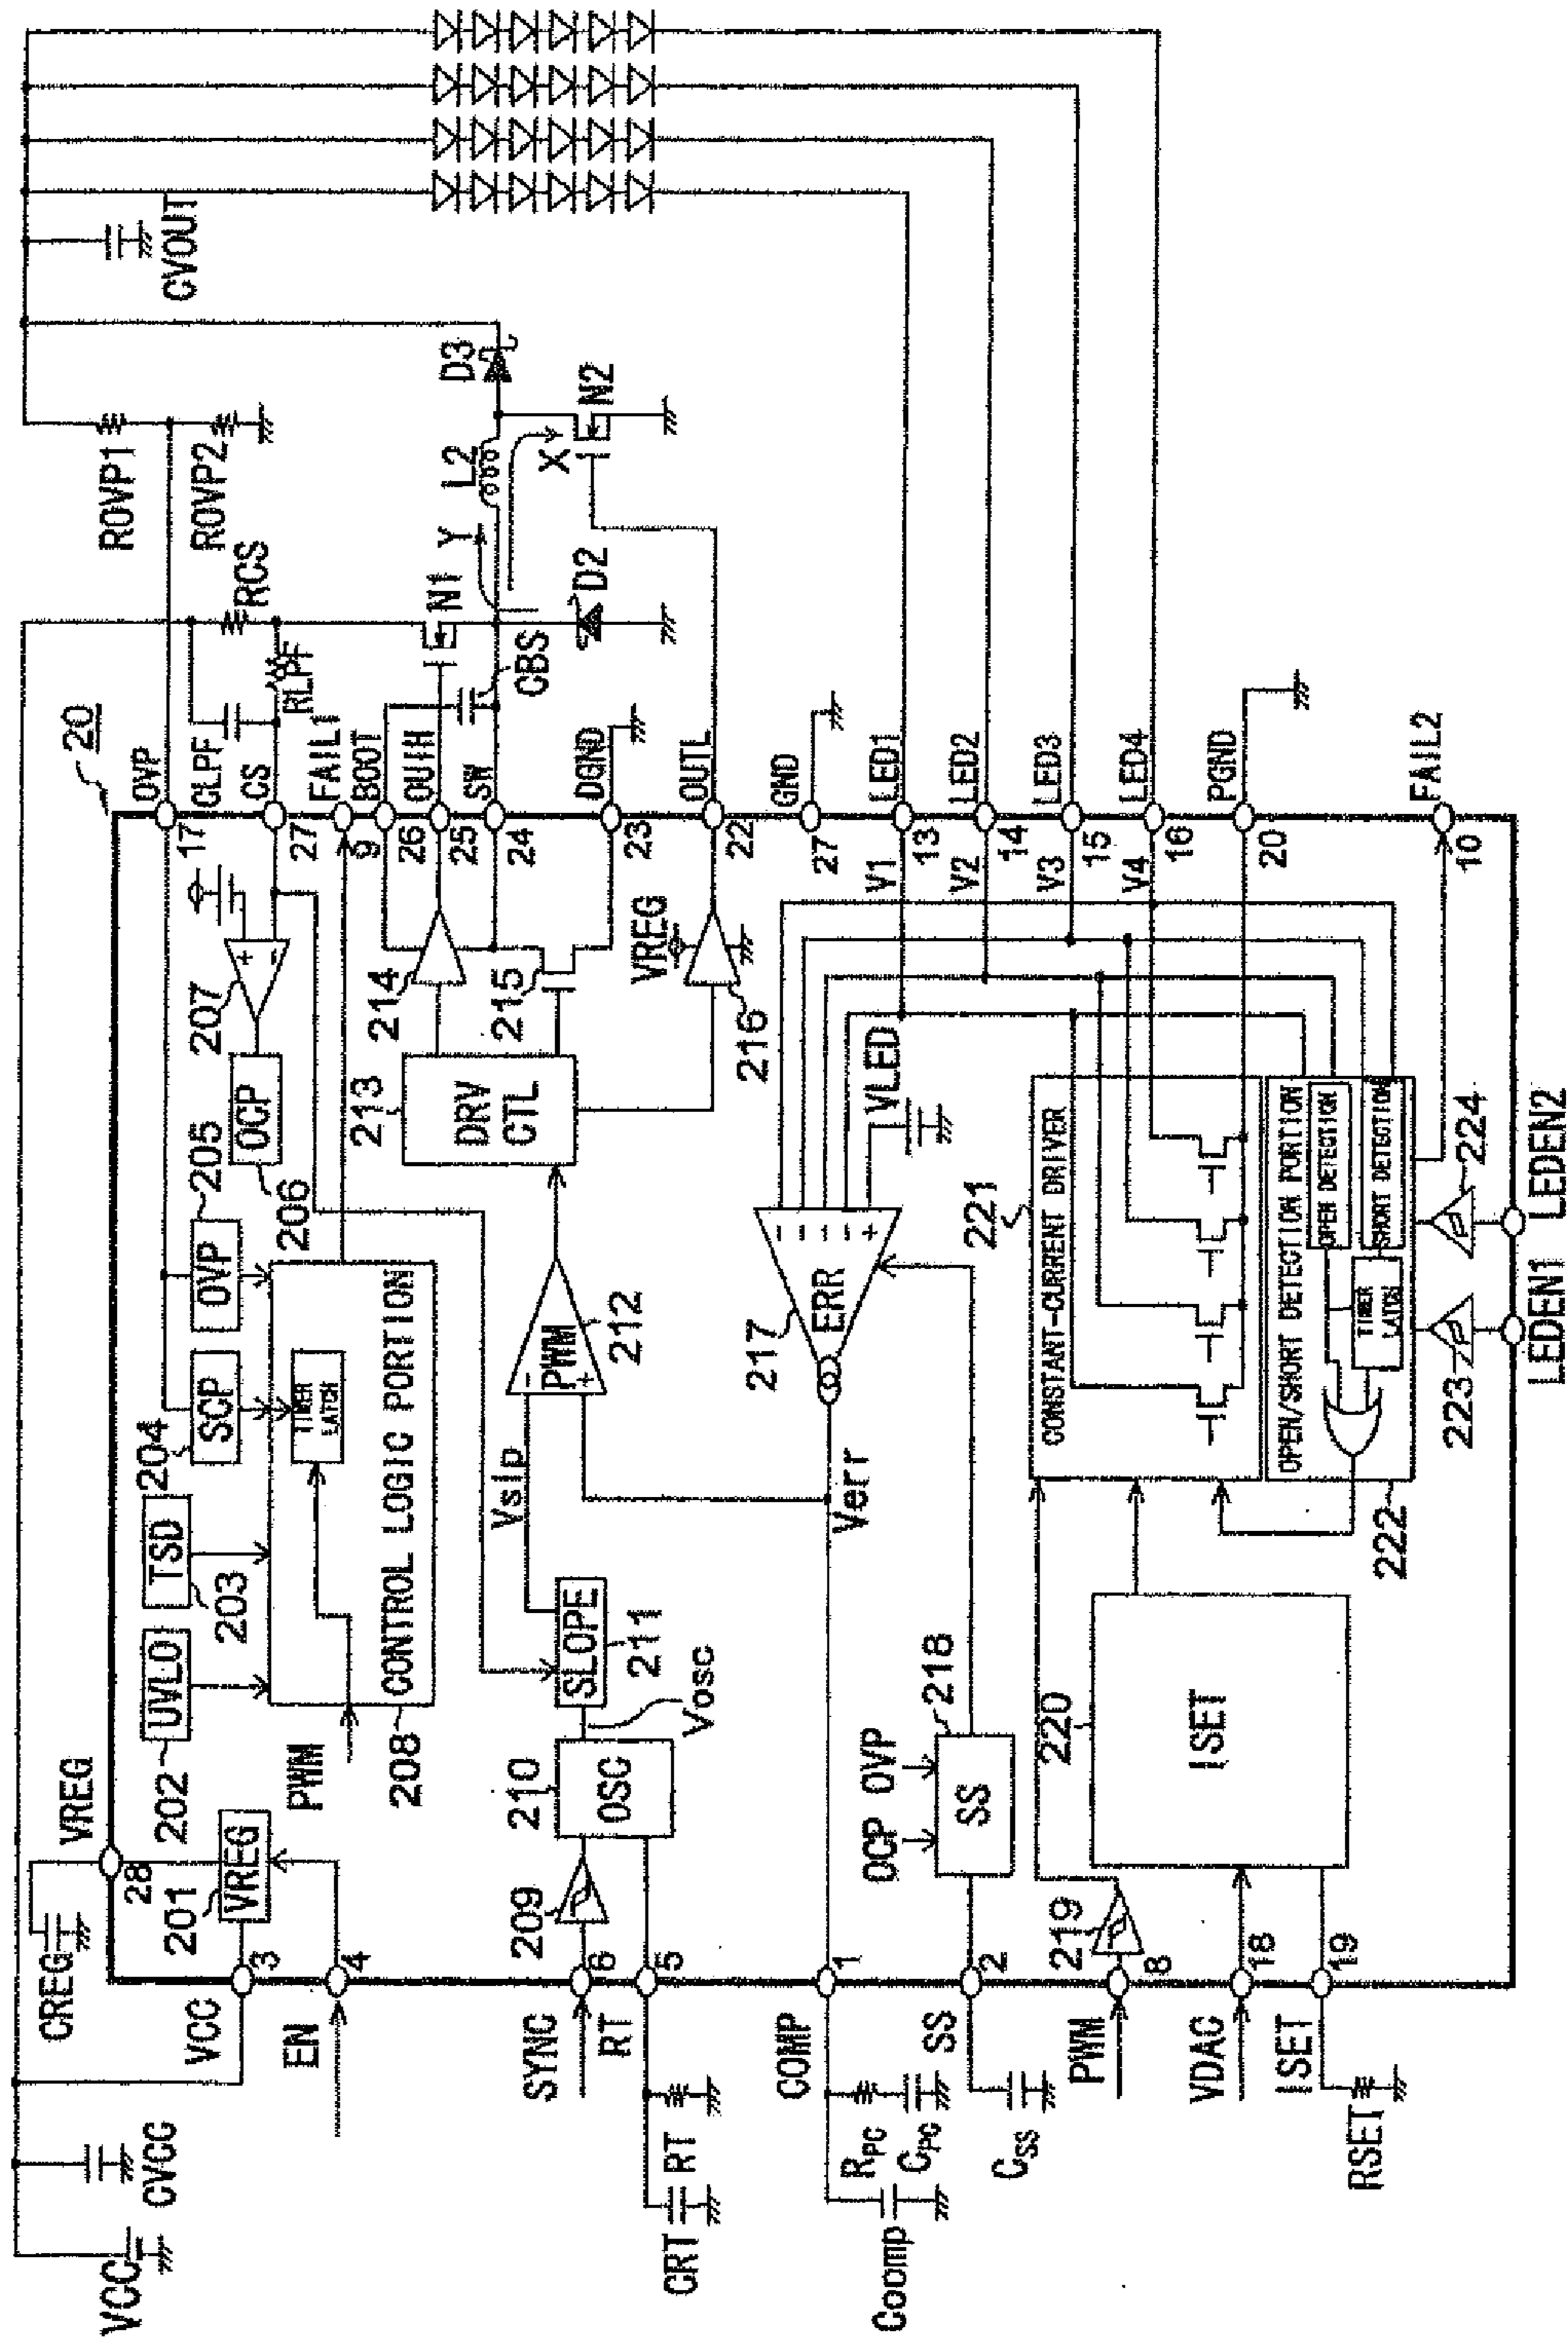 20
VCC
CVCC
CREG
VREG
28
VCC
3
EN
4
201
VREG
202
UVLO
203
TSD
204
SCP
205
OVP
206
OCP
207
PWM
TIMER
LATCH
CONTROL LOGIC PORTION
208
OVP
17
CLPF
CS
27
FAIL1
9
BOOT
26
OUTH
25
SW
24
DGND
23
OUTL
22
GND
27
LED1
13
LED2
14
LED3
15
LED4
16
PGND
20
FAIL2
10
ROVP1
ROVP2
RCS
RLPF
N1
Y
L2
X
D3
N2
D2
CBS
CVOUT
SYNC
6
RT
5
CRT
RT
209
210
OSC
Vosc
SLOPE
211
Vslp
PWM
212
213
DRV
CTL
214
215
VREG
216
COMP
1
Ccomp
RPC
CPC
Verr
217
ERR
VLED
V1
V2
V3
V4
SS
2
CSS
OCP OVP
SS
218
PWM
8
219
VDAC
18
ISET
19
RSET
220
ISET
221
CONSTANT-CURRENT DRIVER
222
OPEN/SHORT DETECTION PORTION
OPEN DETECTION
SHORT DETECTION
TIMER
LATCH
223
224
LEDEN1 LEDEN2